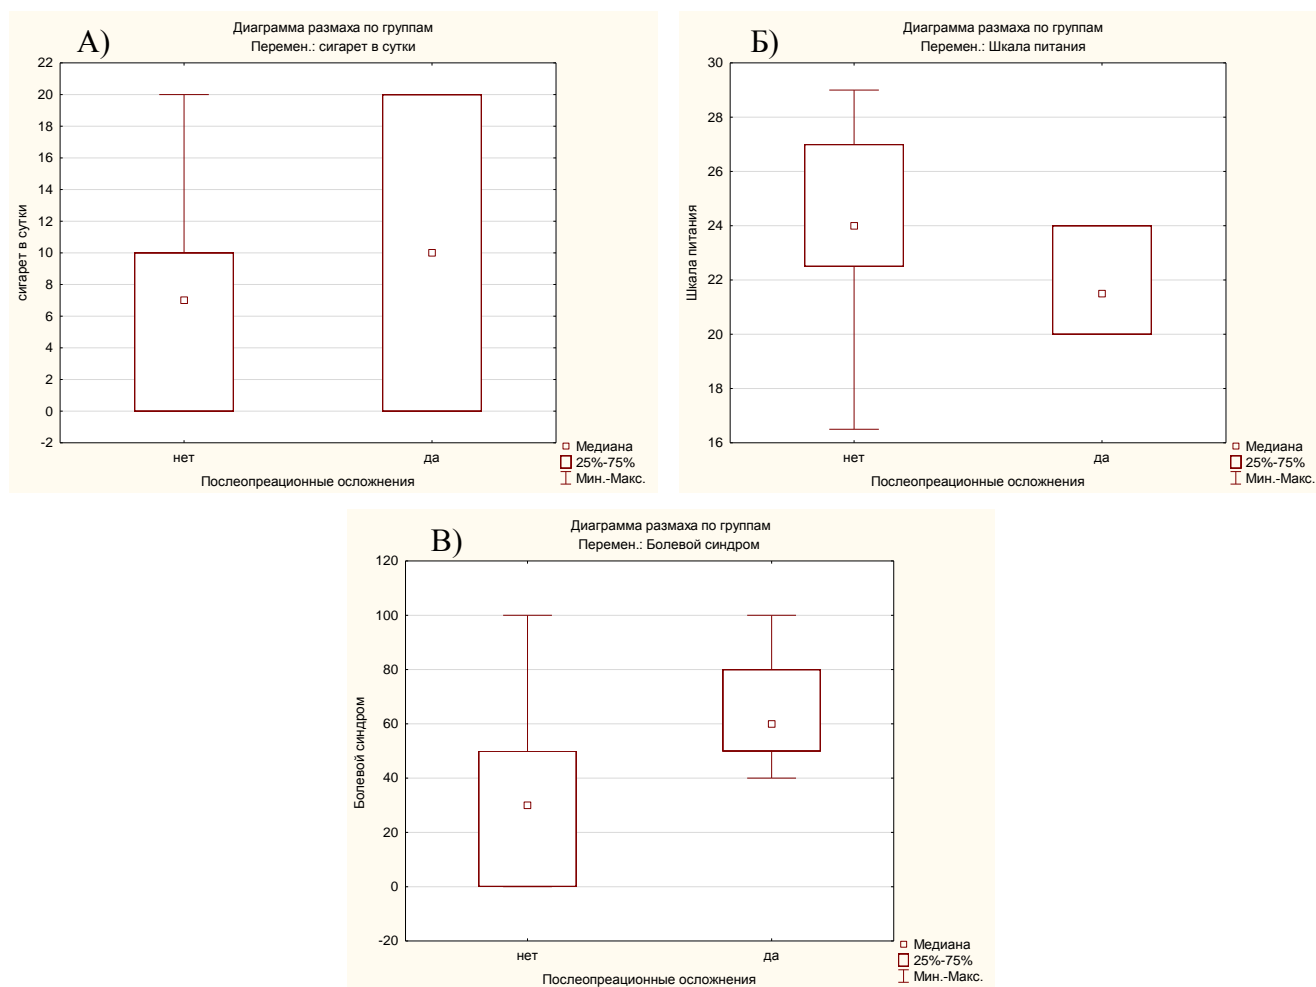 А)
Диаграмма размаха по группам
Перемен.: сигарет в сутки
22
20
18
16
14
12
10
8
6
4
2
0
-2
сигарет в сутки
нет
да
Послеопреационные осложнения
Медиана
25%-75%
Мин.-Макс.
Б)
Диаграмма размаха по группам
Перемен.: Шкала питания
30
28
26
24
22
20
18
16
Шкала питания
нет
да
Послеопреационные осложнения
Медиана
25%-75%
Мин.-Макс.
В)
Диаграмма размаха по группам
Перемен.: Болевой синдром
120
100
80
60
40
20
0
-20
Болевой синдром
нет
да
Послеопреационные осложнения
Медиана
25%-75%
Мин.-Макс.